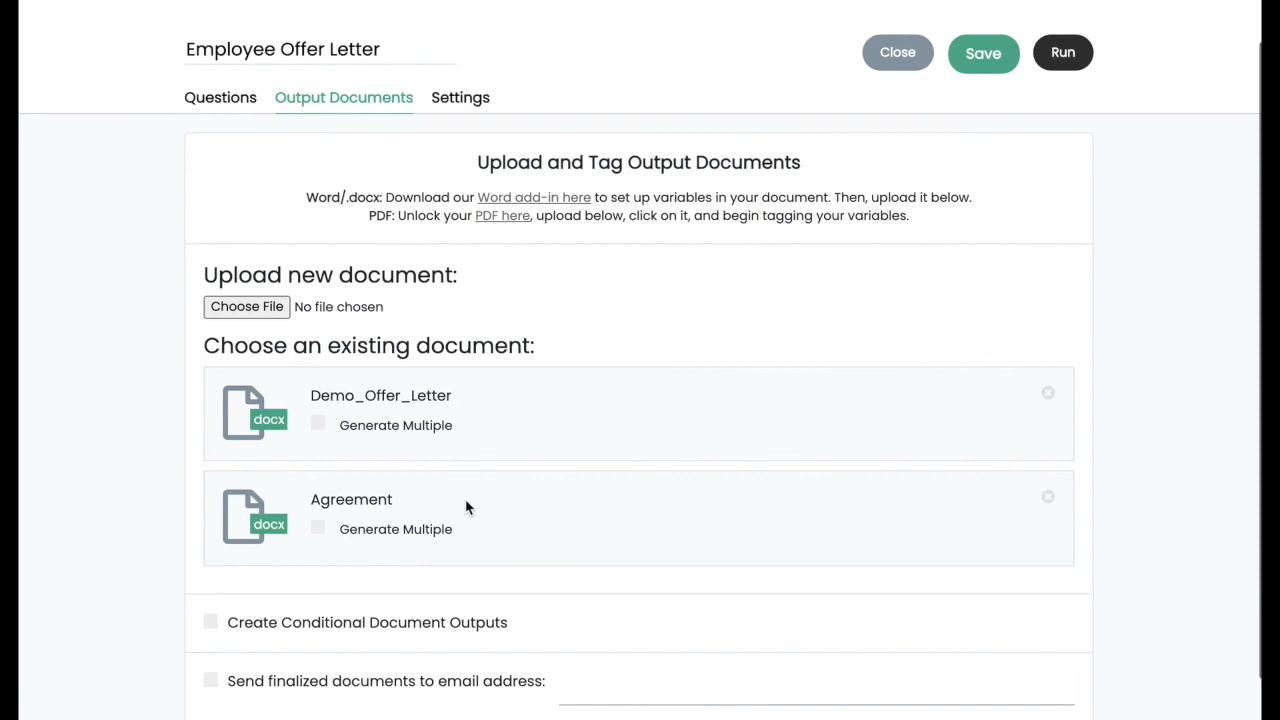 Employee Offer Letter
Close
Save
Run
Questions
Output Documents
Settings
Upload and Tag Output Documents
Word/.docx: Download our Word add-in here to set up variables in your document. Then, upload it below.
PDF: Unlock your PDF here, upload below, click on it, and begin tagging your variables.
Upload new document:
Choose File No file chosen
Choose an existing document:
Demo_Offer_Letter
docx
Generate Multiple
Agreement
docx
Generate Multiple
Create Conditional Document Outputs
Send finalized documents to email address: